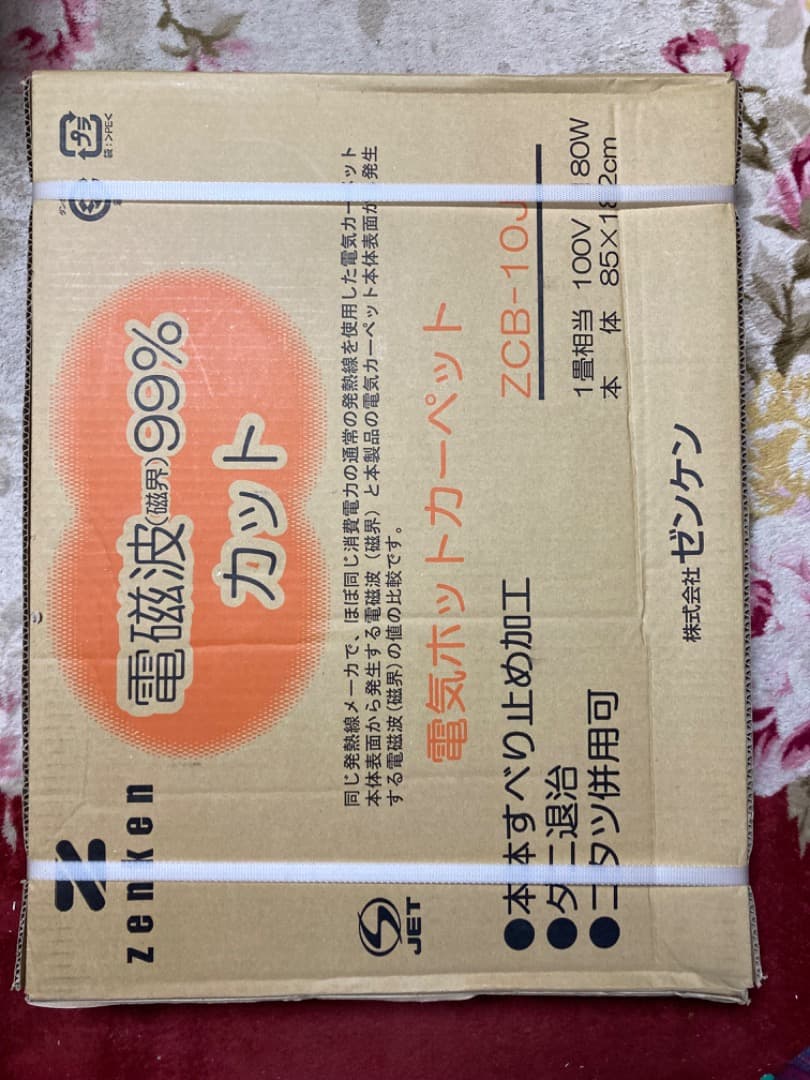 zenken
電磁波(磁界)99%
カット
プラ
袋:>PE<
同じ発熱線メーカで、ほぼ同じ消費電力の通常の発熱線を使用した電気カーペット
本体表面から発生する電磁波(磁界)と本製品の電気カーペット本体表面から発生
する電磁波(磁界)の値の比較です。
JET
電気ホットカーペット
ZCB-10J
●本体すべり止め加工
●ダニ退治
●コタツ併用可
1畳相当 100V 180W
本 体 85×182cm
株式会社ゼンケン